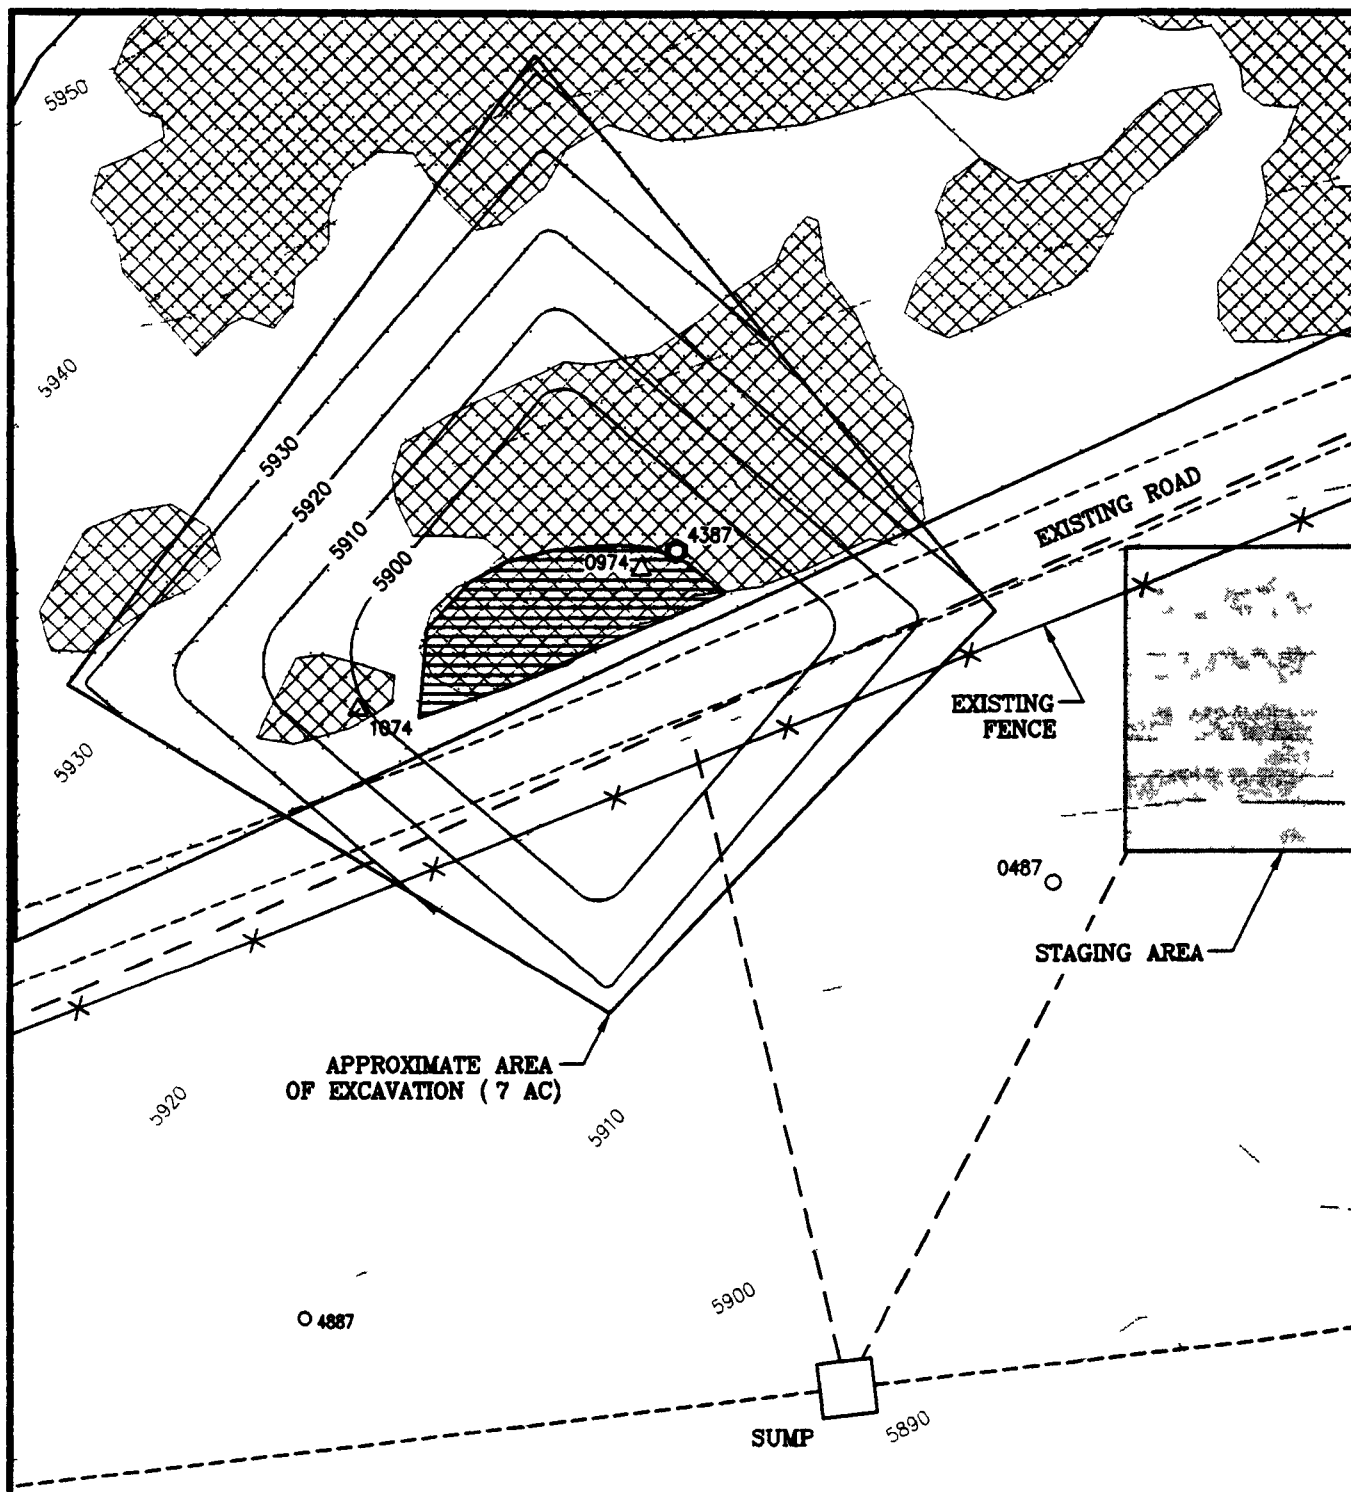 5950
5940
5930
5920
5910
5900
4387
0974
1074
EXISTING ROAD
EXISTING
FENCE
5930
0487
STAGING AREA
APPROXIMATE AREA
OF EXCAVATION ( 7 AC)
5920
5910
5900
4887
SUMP
5890